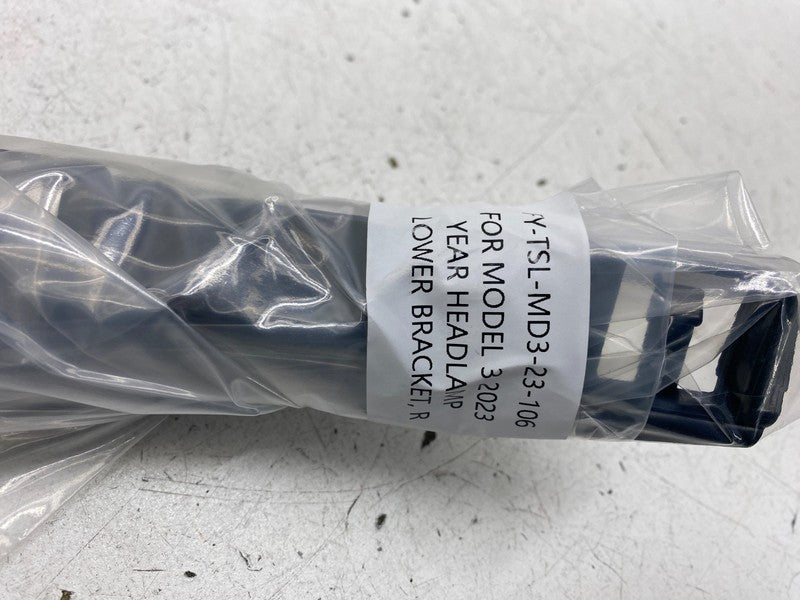 Y-TSL-MD3-23-106
FOR MODEL 3 2023
YEAR HEADLAMP
LOWER BRACKET, R